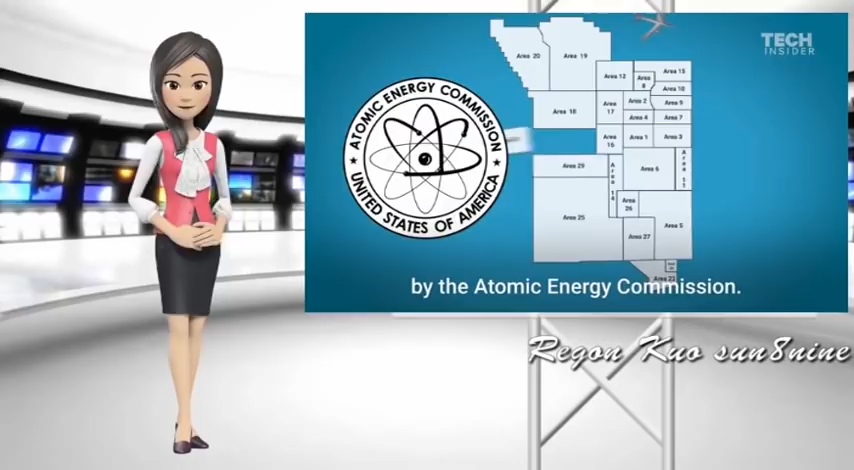 TECH
INSIDER
ATOMIC ENERGY COMMISSION
UNITED STATES OF AMERICA
Area 20
Area 19
Area 12
Area 8
Area 15
Area 10
Area 18
Area 17
Area 2
Area 9
Area 4
Area 7
Area 16
Area 1
Area 3
Area 29
Area 14
Area 6
Area 11
Area 26
Area 25
Area 27
Area 5
Area 23
by the Atomic Energy Commission.
Regon Kuo sun8nine